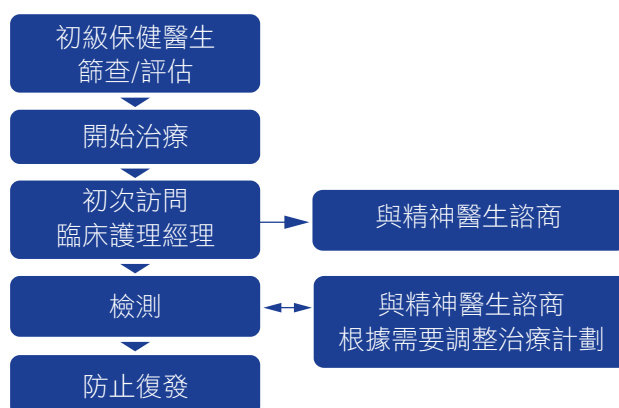 初級保健醫生
篩查/評估
開始治療
初次訪問
臨床護理經理
與精神醫生諮商
檢測
與精神醫生諮商
根據需要調整治療計劃
防止復發